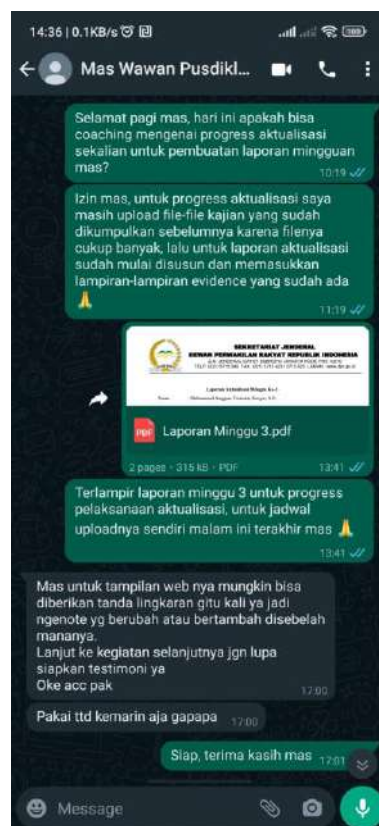 14:36 | 0.1KB/s
Mas Wawan Pusdikl...
Selamat pagi mas, hari ini apakah bisa
coaching mengenai progress aktualisasi
sekalian untuk pembuatan laporan mingguan
mas?
10:19
Izin mas, untuk progress aktualisasi saya
masih upload file-file kajian yang sudah
dikumpulkan sebelumnya karena filenya
cukup banyak, lalu untuk laporan aktualisasi
sudah mulai disusun dan memasukkan
lampiran-lampiran evidence yang sudah ada
11:19
SEKRETARIAT JENDERAL
DEWAN PERWAKILAN RAKYAT REPUBLIK INDONESIA
Laporan Aktualisasi Minggu Ke-3
Nama
PDF
Laporan Minggu 3.pdf
2 pages • 315 kB • PDF
13:41
Terlampir laporan minggu 3 untuk progress
pelaksanaan aktualisasi, untuk jadwal
uploadnya sendiri malam ini terakhir mas
13:41
Mas untuk tampilan web nya mungkin bisa
diberikan tanda lingkaran gitu kali ya jadi
ngenote yg berubah atau bertambah disebelah
mananya.
Lanjut ke kegiatan selanjutnya jgn lupa
siapkan testimoni ya
Oke acc pak
17:00
Pakai ttd kemarin aja gapapa
17:00
Siap, terima kasih mas
17:01
Message